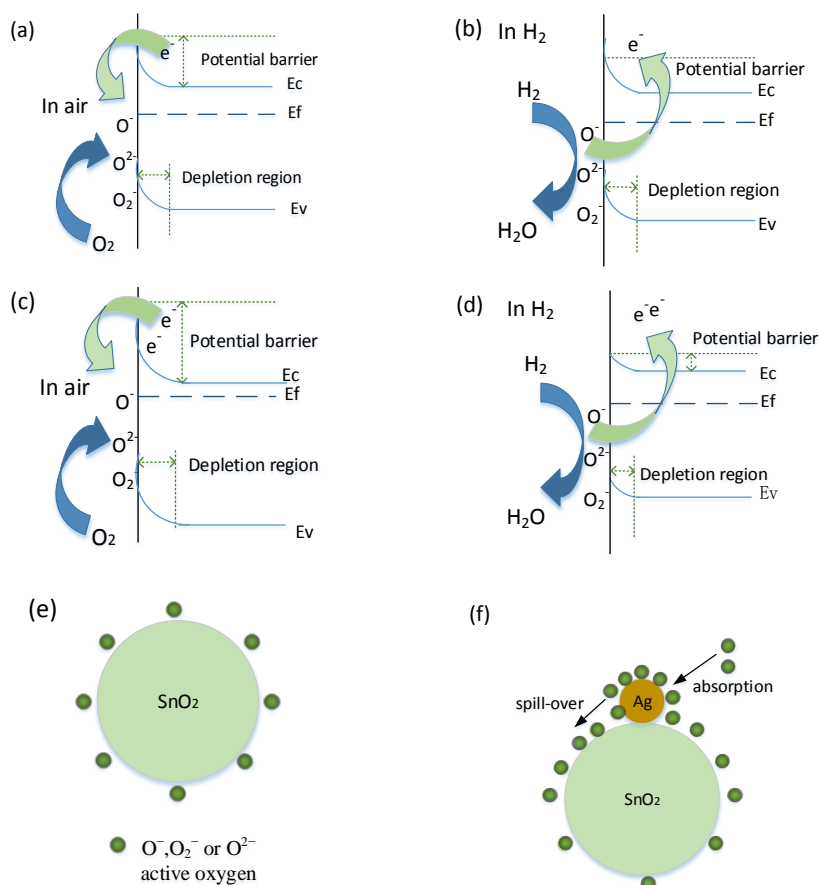 (a)
e⁻
Potential barrier
Ec
In air
Ef
O⁻
O²⁻
Depletion region
O₂⁻
Ev
O₂
(b)
In H₂
e⁻
Potential barrier
H₂
Ec
O⁻
Ef
O²⁻
Depletion region
O₂⁻
H₂O
Ev
(c)
e⁻
e⁻
Potential barrier
Ec
In air
O⁻
Ef
O²⁻
Depletion region
O₂⁻
O₂
Ev
(d)
In H₂
e⁻e⁻
Potential barrier
H₂
Ec
Ef
O⁻
O²⁻
Depletion region
O₂⁻
Ev
H₂O
(e)
SnO₂
O⁻,O₂⁻ or O²⁻
active oxygen
(f)
absorption
spill-over
Ag
SnO₂